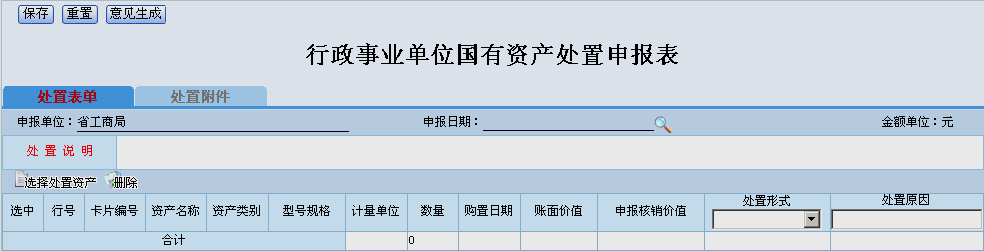 保存 重置 意见生成
行政事业单位国有资产处置申报表
处置表单 处置附件
申报单位：省工商局 申报日期： 金额单位：元
处 置 说 明
选择处置资产 删除
选中 行号 卡片编号 资产名称 资产类别 型号规格 计量单位 数量 购置日期 账面价值 申报核销价值 处置形式 处置原因
合计 0